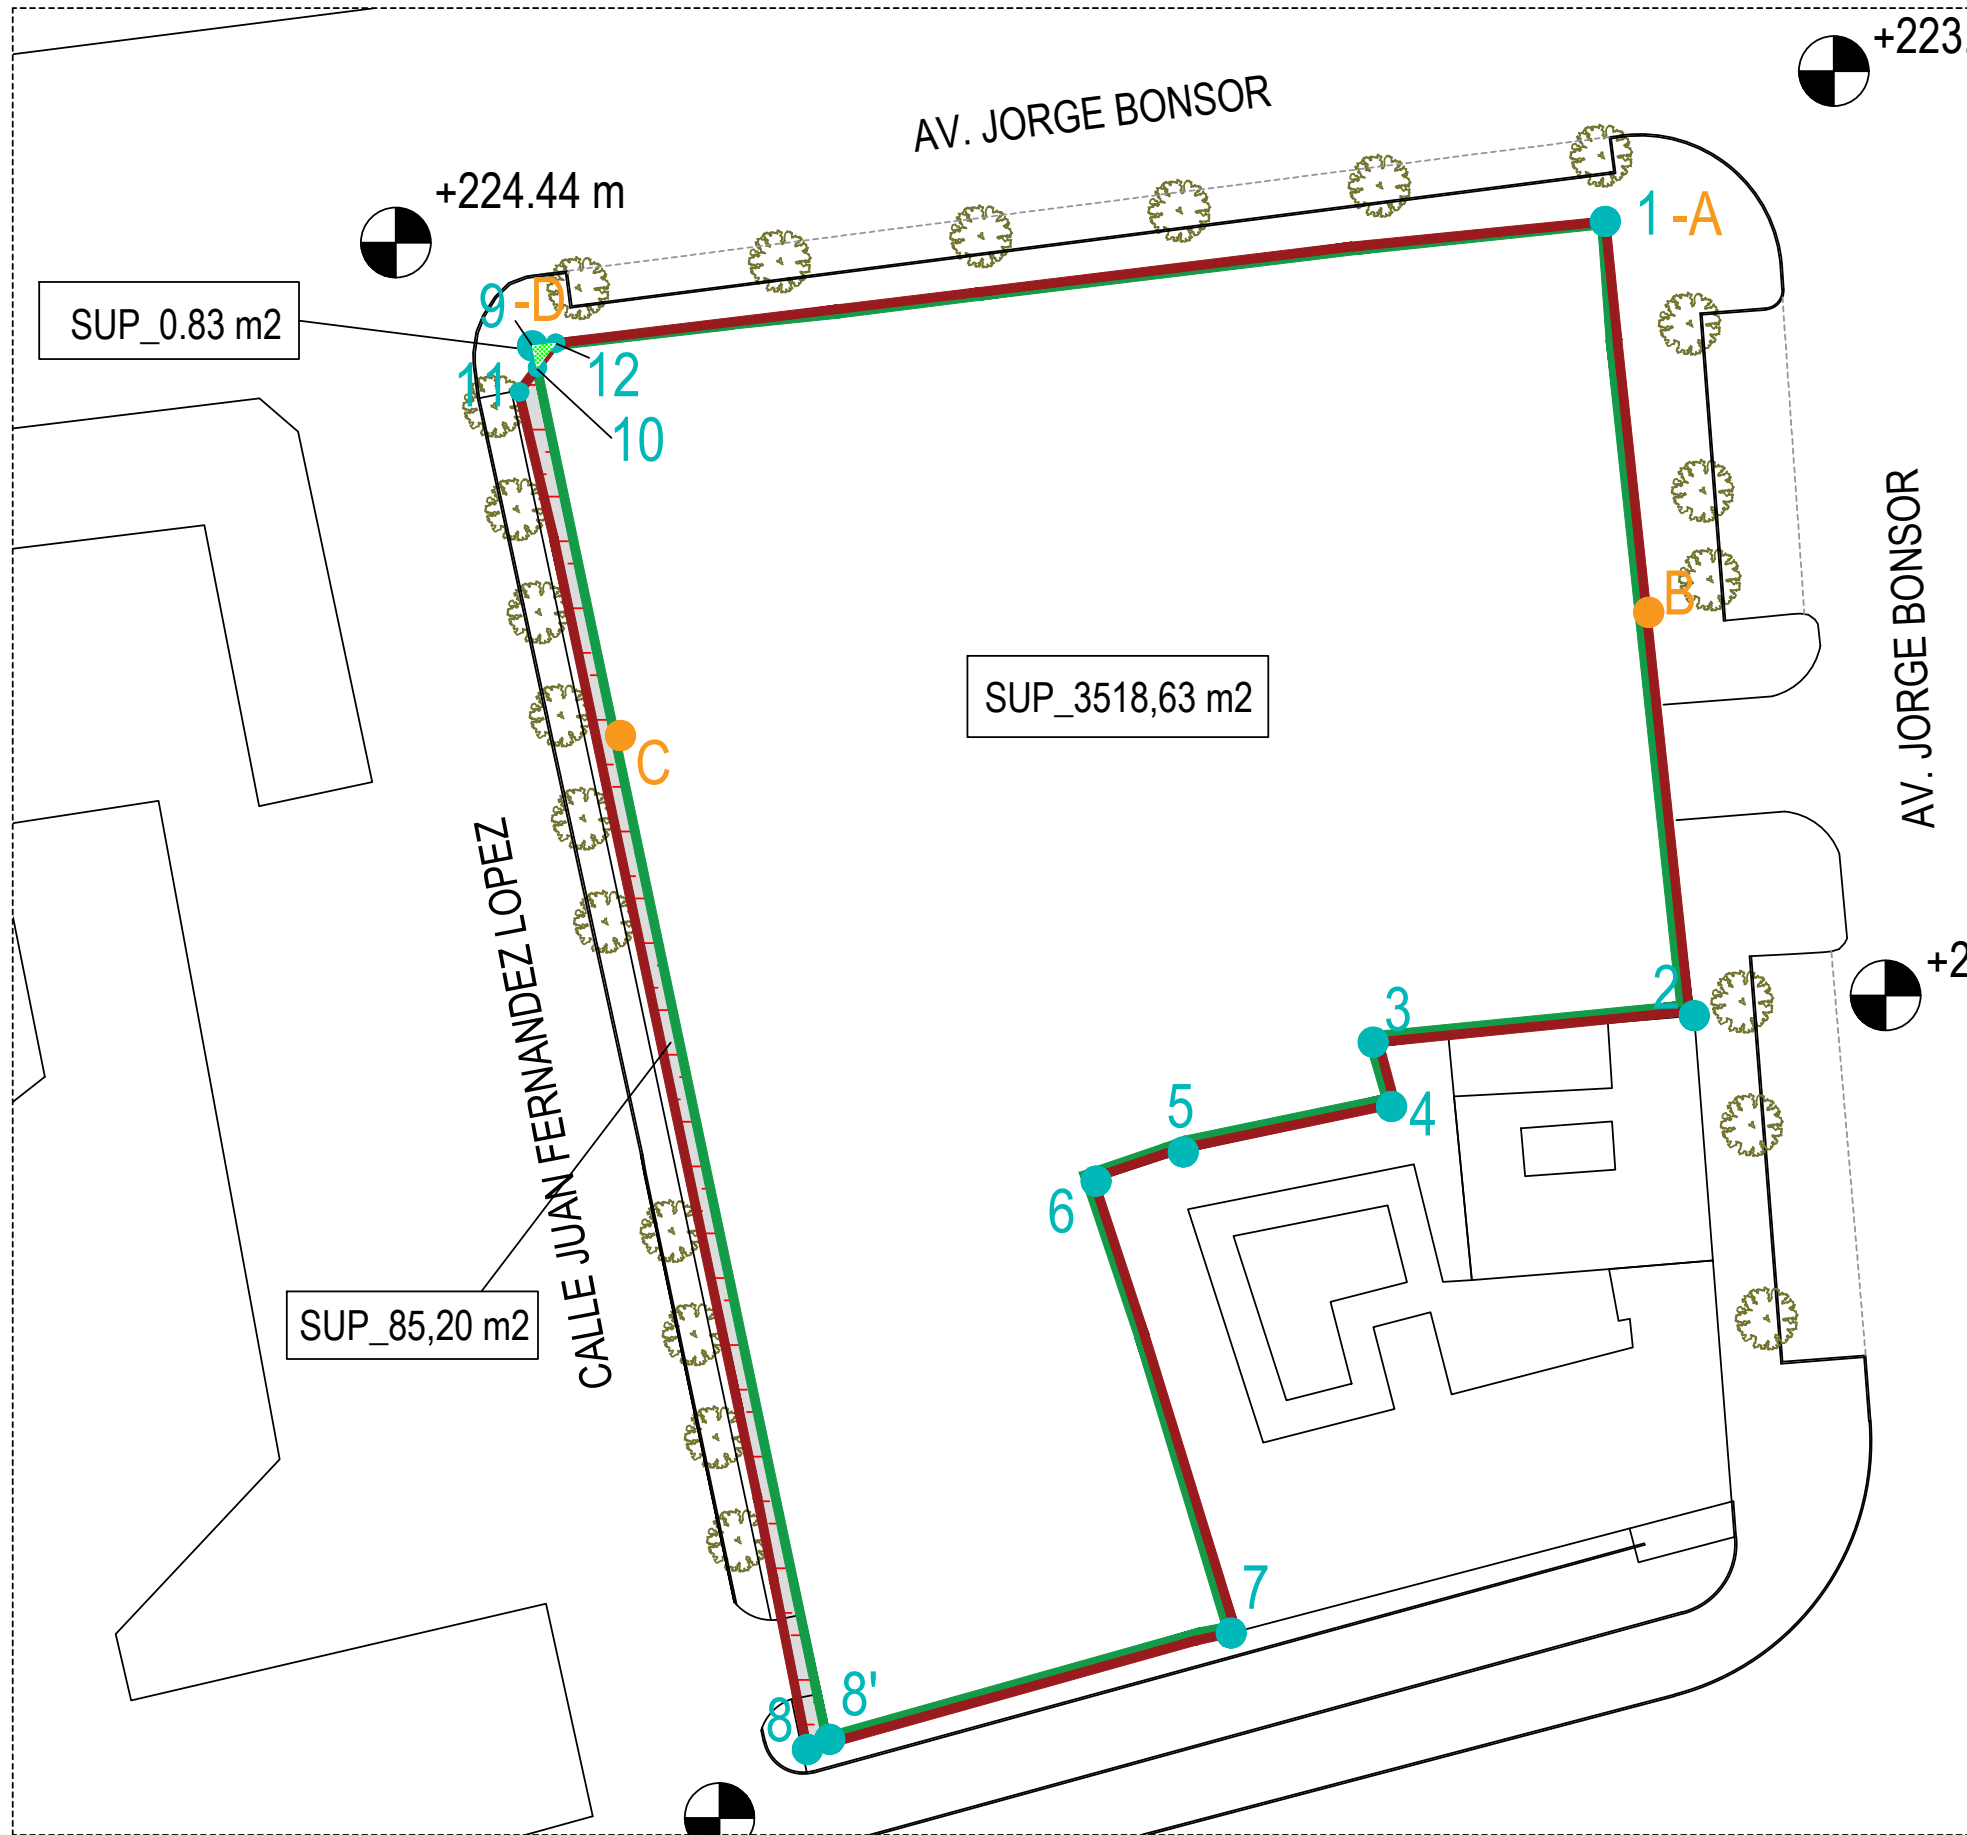 +223.
AV. JORGE BONSOR
+224.44 m
1 -A
9 -D
SUP_0.83 m2
12
11
10
B
AV. JORGE BONSOR
SUP_3518,63 m2
C
CALLE JUAN FERNANDEZ LOPEZ
2
+2
3
4
5
6
SUP_85,20 m2
7
8'
8